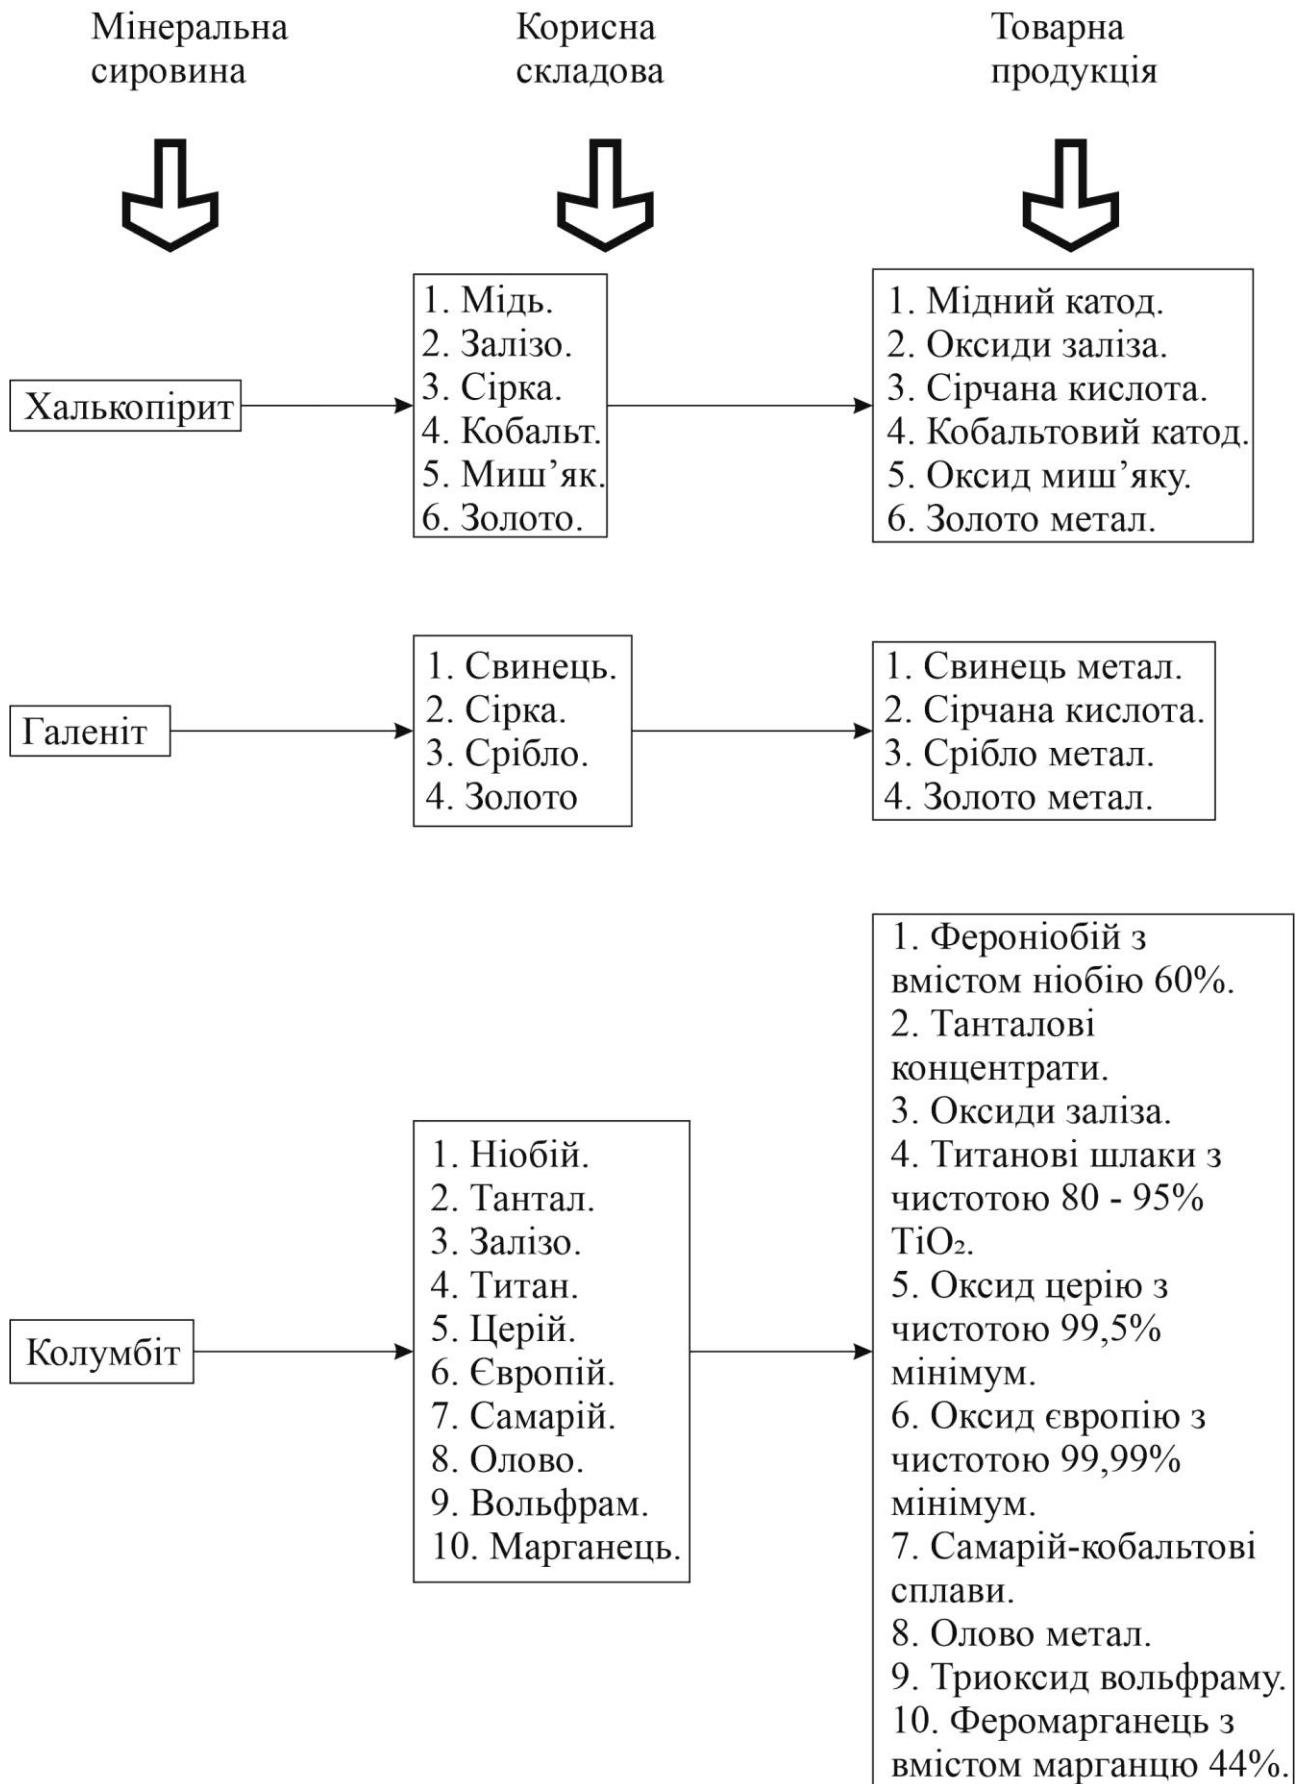 Мінеральна
сировина
Корисна
складова
Товарна
продукція
Халькопірит
1. Мідь.
2. Залізо.
3. Сірка.
4. Кобальт.
5. Миш’як.
6. Золото.
1. Мідний катод.
2. Оксиди заліза.
3. Сірчана кислота.
4. Кобальтовий катод.
5. Оксид миш’яку.
6. Золото метал.
Галеніт
1. Свинець.
2. Сірка.
3. Срібло.
4. Золото
1. Свинець метал.
2. Сірчана кислота.
3. Срібло метал.
4. Золото метал.
Колумбіт
1. Ніобій.
2. Тантал.
3. Залізо.
4. Титан.
5. Церій.
6. Європій.
7. Самарій.
8. Олово.
9. Вольфрам.
10. Марганець.
1. Фероніобій з
вмістом ніобію 60%.
2. Танталові
концентрати.
3. Оксиди заліза.
4. Титанові шлаки з
чистотою 80 - 95%
TiO₂.
5. Оксид церію з
чистотою 99,5%
мінімум.
6. Оксид європію з
чистотою 99,99%
мінімум.
7. Самарій-кобальтові
сплави.
8. Олово метал.
9. Триоксид вольфраму.
10. Феромарганець з
вмістом марганцю 44%.